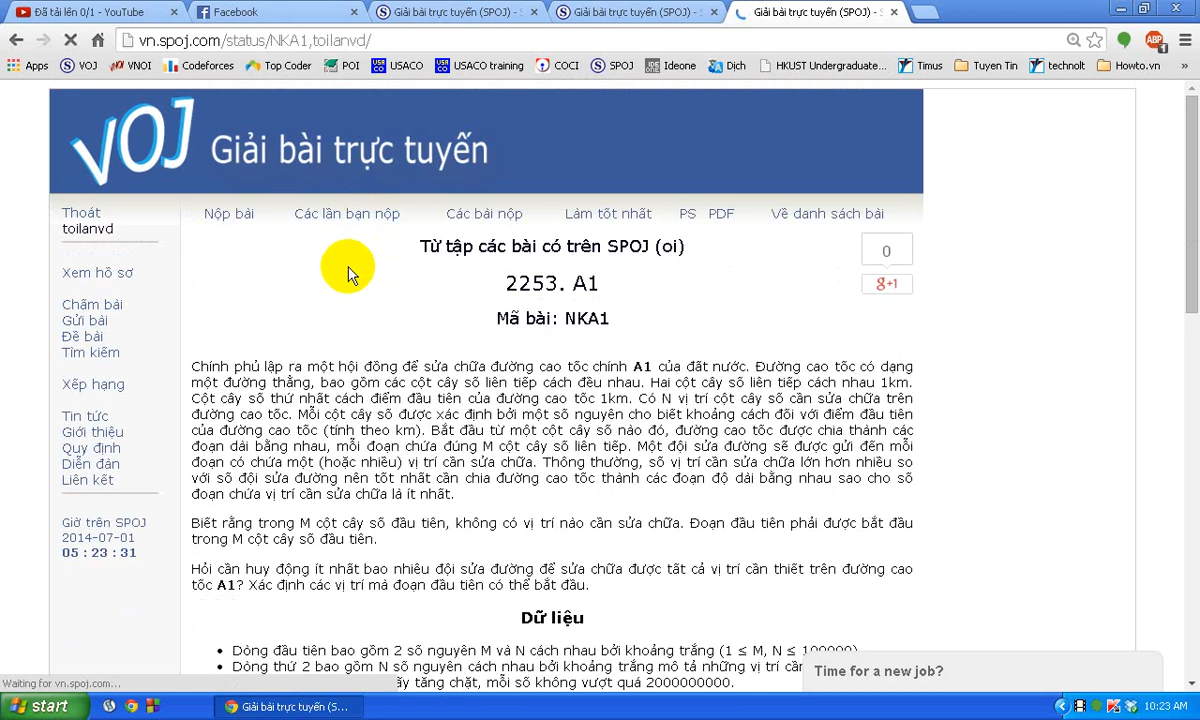 Đã tải lên 0/1 - YouTube
Facebook
Giải bài trực tuyến (SPOJ) - S
Giải bài trực tuyến (SPOJ) - S
Giải bài trực tuyến (SPOJ) - S
vn.spoj.com/status/NKA1,toilanvd/
ABP
1
Apps
VOJ
VNOI
Codeforces
Top Coder
POI
USACO
USACO training
COCI
SPOJ
Ideone
Dịch
HKUST Undergraduate...
Timus
Tuyen Tin
technolt
Howto.vn
»
VOJ Giải bài trực tuyến
Thoát
toilanvd
Xem hồ sơ
Chấm bài
Gửi bài
Đề bài
Tìm kiếm
Xếp hạng
Tin tức
Giới thiệu
Quy định
Diễn đàn
Liên kết
Giờ trên SPOJ
2014-07-01
05:23:31
Nộp bài
Các lần bạn nộp
Các bài nộp
Làm tốt nhất
PS
PDF
Về danh sách bài
Từ tập các bài có trên SPOJ (oi)
0
g+1
2253. A1
Mã bài: NKA1
Chính phủ lập ra một hội đồng để sửa chữa đường cao tốc chính A1 của đất nước. Đường cao tốc có dạng
một đường thẳng, bao gồm các cột cây số liên tiếp cách đều nhau. Hai cột cây số liên tiếp cách nhau 1km.
Cột cây số thứ nhất cách điểm đầu tiên của đường cao tốc 1km. Có N vị trí cột cây số cần sửa chữa trên
đường cao tốc. Mỗi cột cây số được xác định bởi một số nguyên cho biết khoảng cách đối với điểm đầu tiên
của đường cao tốc (tính theo km). Bắt đầu từ một cột cây số nào đó, đường cao tốc được chia thành các
đoạn dài bằng nhau, mỗi đoạn chứa đúng M cột cây số liên tiếp. Một đội sửa đường sẽ được gửi đến mỗi
đoạn có chứa một (hoặc nhiều) vị trí cần sửa chữa. Thông thường, số vị trí cần sửa chữa lớn hơn nhiều so
với số đội sửa đường nên tốt nhất cần chia đường cao tốc thành các đoạn độ dài bằng nhau sao cho số
đoạn chứa vị trí cần sửa chữa là ít nhất.
Biết rằng trong M cột cây số đầu tiên, không có vị trí nào cần sửa chữa. Đoạn đầu tiên phải được bắt đầu
trong M cột cây số đầu tiên.
Hỏi cần huy động ít nhất bao nhiêu đội sửa đường để sửa chữa được tất cả vị trí cần thiết trên đường cao
tốc A1? Xác định các vị trí mà đoạn đầu tiên có thể bắt đầu.
Dữ liệu
• Dòng đầu tiên bao gồm 2 số nguyên M và N cách nhau bởi khoảng trắng (1 ≤ M, N ≤ 100000)
• Dòng thứ 2 bao gồm N số nguyên cách nhau bởi khoảng trắng mô tả những vị trí cần
tăng chặt, mỗi số không vượt quá 2000000000.
Time for a new job?
Waiting for vn.spoj.com...
start
Giải bài trực tuyến (S...
10:23 AM